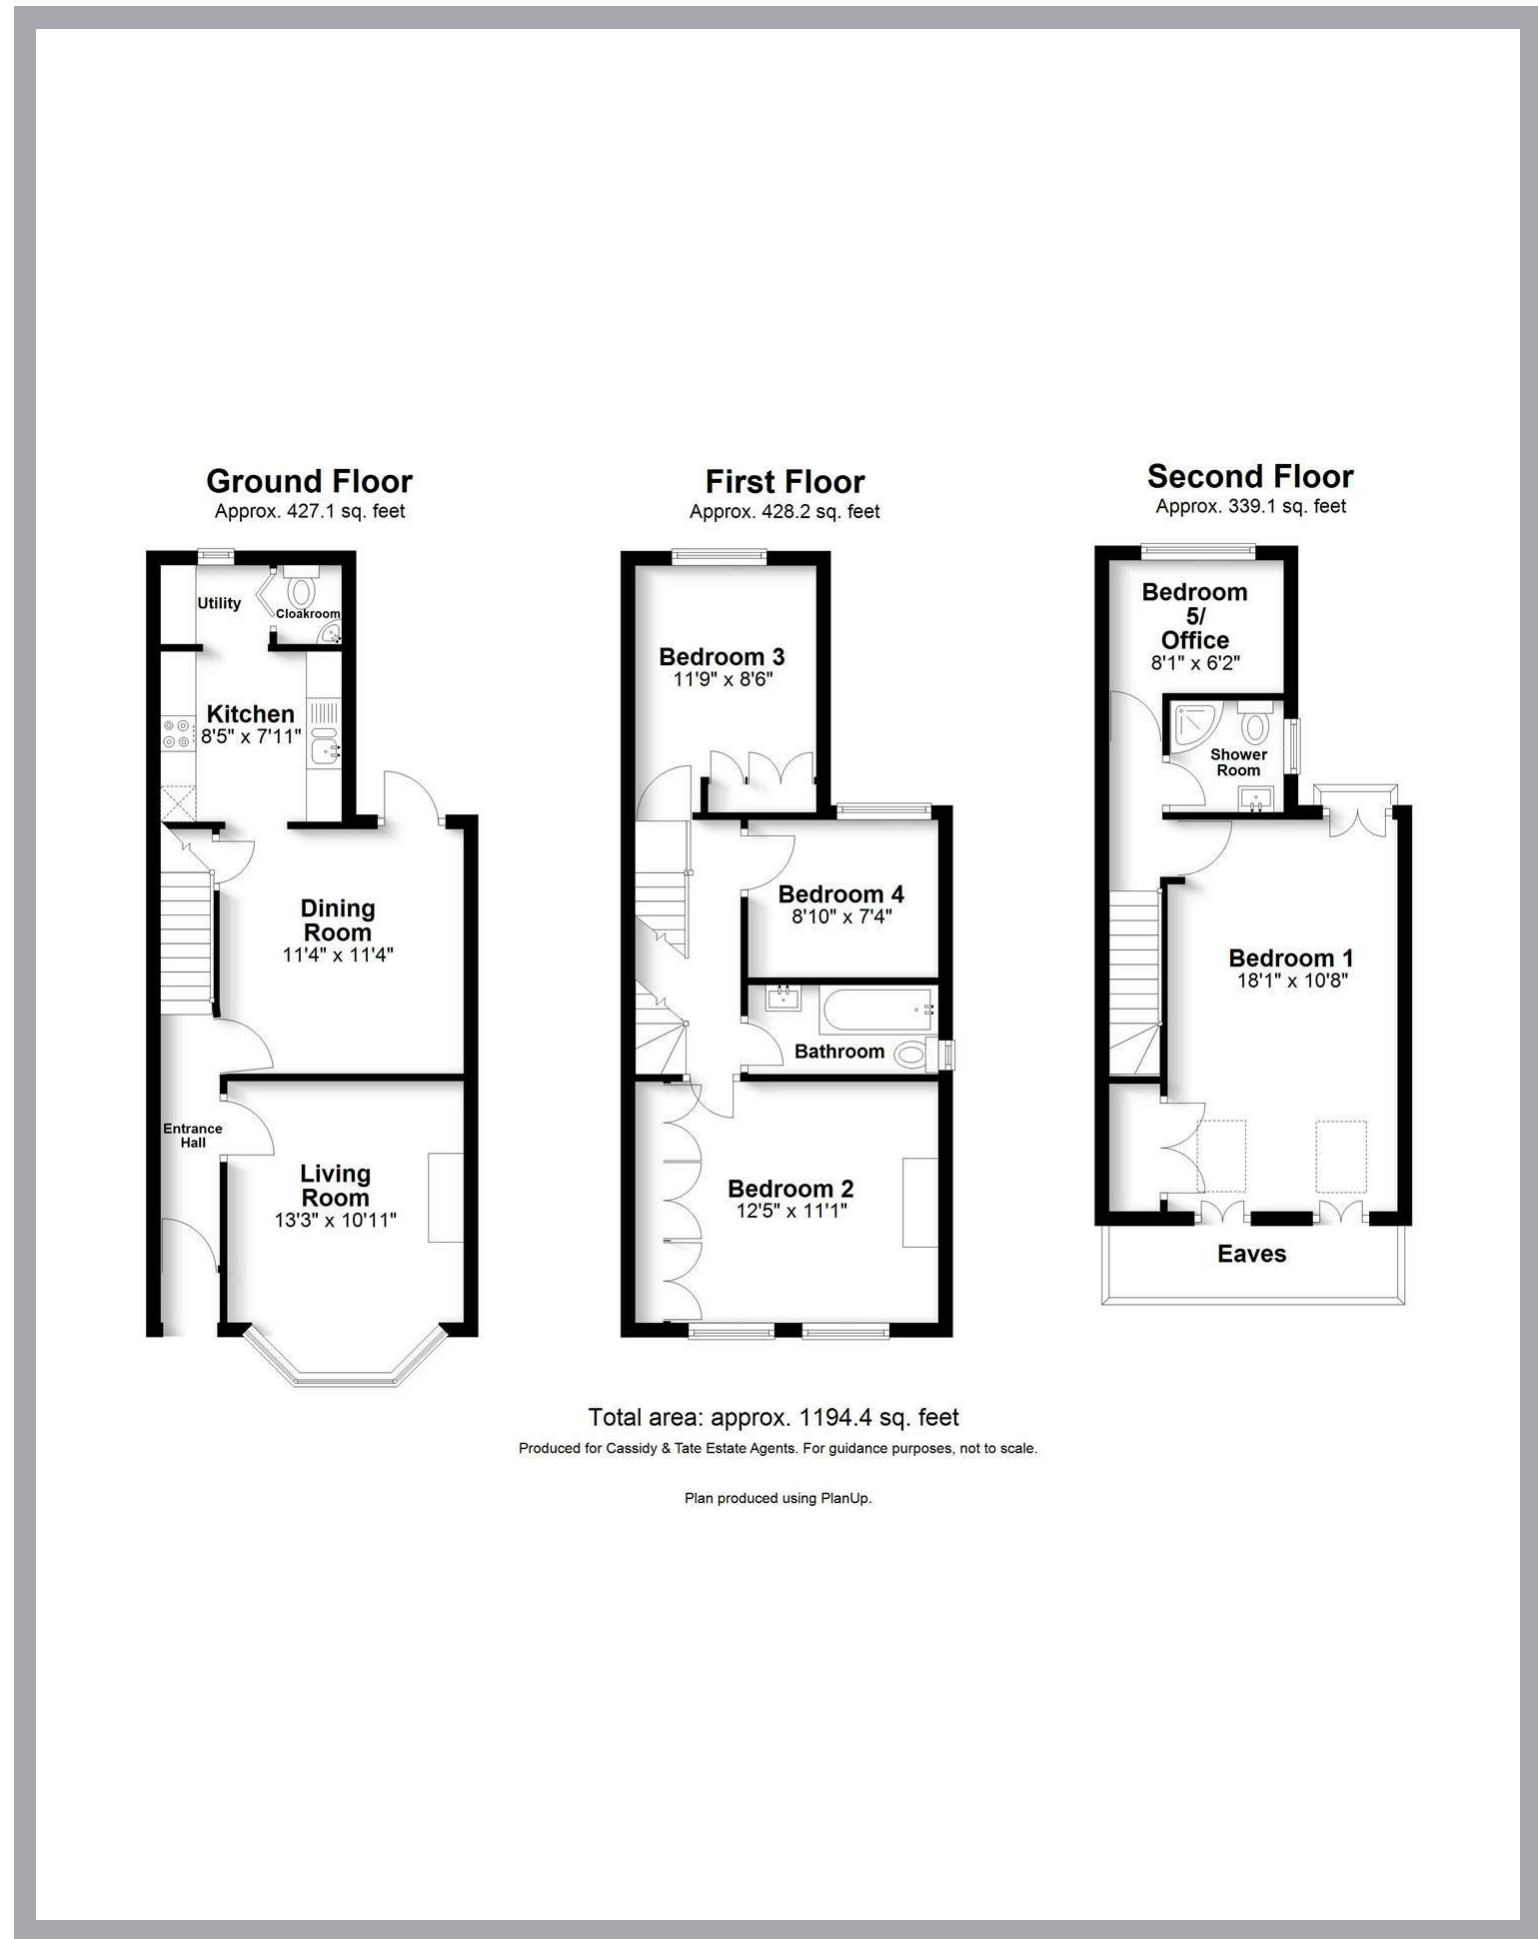 Ground Floor
Approx. 427.1 sq. feet
Utility
Cloakroom
Kitchen
8'5" x 7'11"
Dining
Room
11'4" x 11'4"
Entrance
Hall
Living
Room
13'3" x 10'11"
First Floor
Approx. 428.2 sq. feet
Bedroom 3
11'9" x 8'6"
Bedroom 4
8'10" x 7'4"
Bathroom
Bedroom 2
12'5" x 11'1"
Second Floor
Approx. 339.1 sq. feet
Bedroom
5/
Office
8'1" x 6'2"
Shower
Room
Bedroom 1
18'1" x 10'8"
Eaves
Total area: approx. 1194.4 sq. feet
Produced for Cassidy & Tate Estate Agents. For guidance purposes, not to scale.
Plan produced using PlanUp.